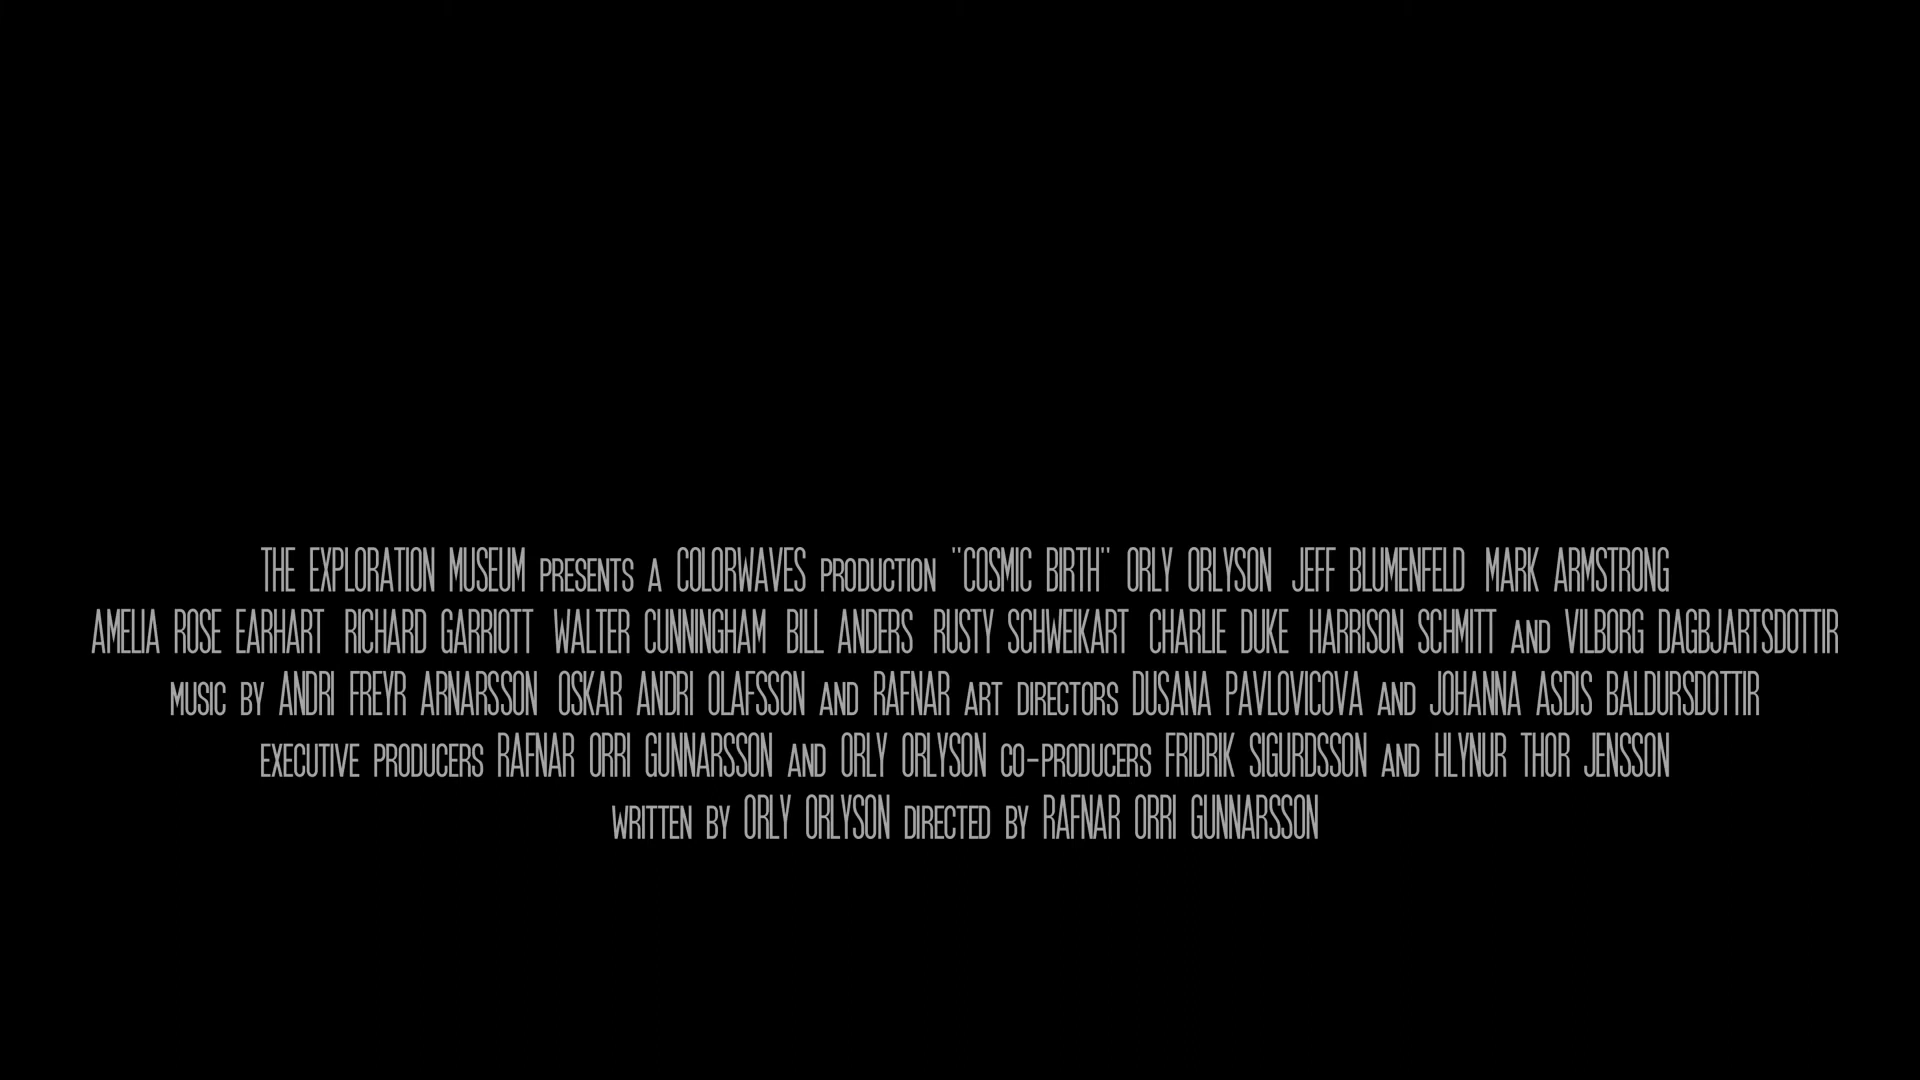 THE EXPLORATION MUSEUM PRESENTS A COLORWAVES PRODUCTION "COSMIC BIRTH" ORLY ORLYSON JEFF BLUMENFELD MARK ARMSTRONG
AMELIA ROSE EARHART RICHARD GARRIOTT WALTER CUNNINGHAM BILL ANDERS RUSTY SCHWEIKART CHARLIE DUKE HARRISON SCHMITT AND VILBORG DAGBJARTSDOTTIR
MUSIC BY ANDRI FREYR ARNARSSON OSKAR ANDRI OLAFSSON AND RAFNAR ART DIRECTORS DUSANA PAVLOVICOVA AND JOHANNA ASDIS BALDURSDOTTIR
EXECUTIVE PRODUCERS RAFNAR ORRI GUNNARSSON AND ORLY ORLYSON CO-PRODUCERS FRIDRIK SIGURDSSON AND HLYNUR THOR JENSSON
WRITTEN BY ORLY ORLYSON DIRECTED BY RAFNAR ORRI GUNNARSSON